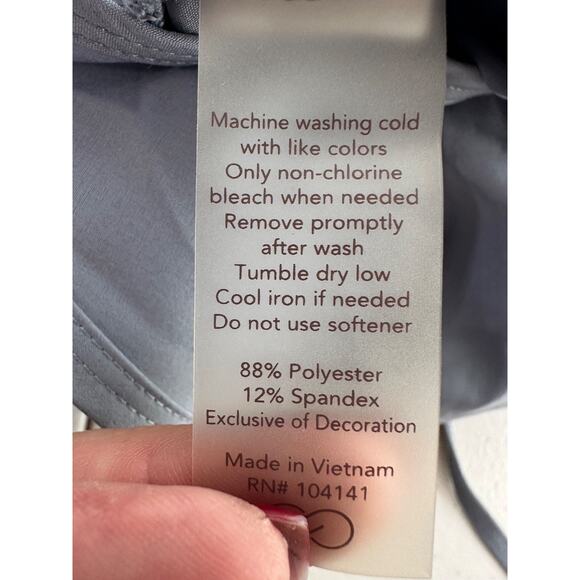 Machine washing cold
with like colors
Only non-chlorine
bleach when needed
Remove promptly
after wash
Tumble dry low
Cool iron if needed
Do not use softener
88% Polyester
12% Spandex
Exclusive of Decoration
Made in Vietnam
RN# 104141